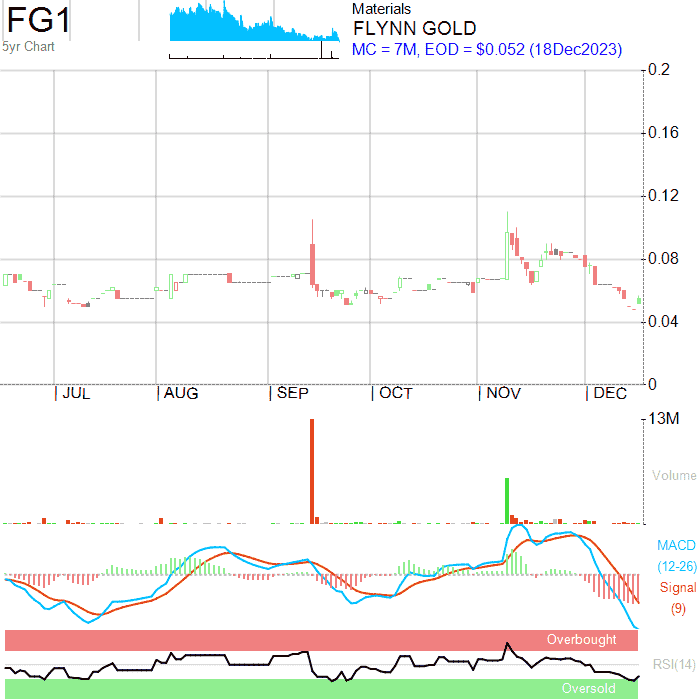 FG1
5yr Chart
Materials
FLYNN GOLD
MC = 7M, EOD = $0.052 (18Dec2023)
0.2
0.16
0.12
0.08
0.04
0
JUL AUG SEP OCT NOV DEC
13M
Volume
MACD
(12-26)
Signal
(9)
Overbought
RSI(14)
Oversold